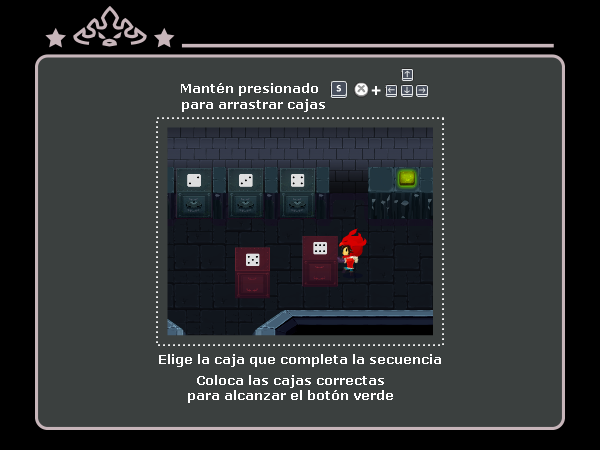 Mantén presionado S X +
para arrastrar cajas
Elige la caja que completa la secuencia
Coloca las cajas correctas
para alcanzar el botón verde